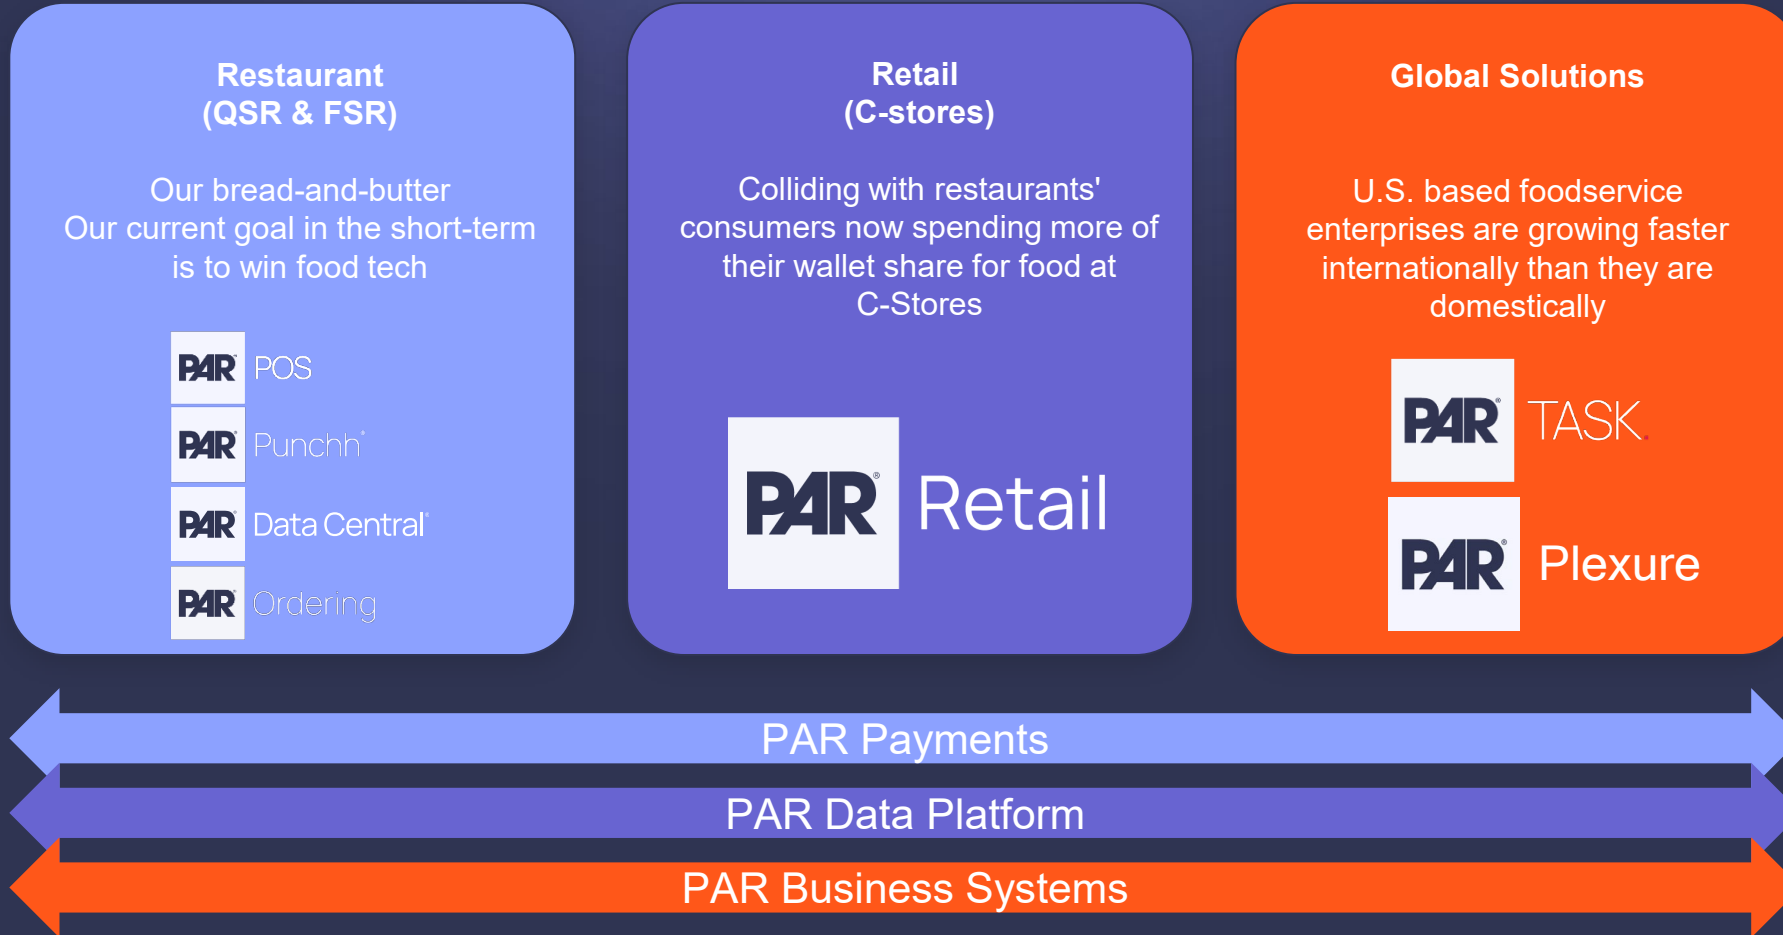 Restaurant
(QSR & FSR)
Our bread-and-butter
Our current goal in the short-term
is to win food tech
PAR POS
PAR Punchh®
PAR Data Central®
PAR Ordering
Retail
(C-stores)
Colliding with restaurants'
consumers now spending more of
their wallet share for food at
C-Stores
PAR® Retail
Global Solutions
U.S. based foodservice
enterprises are growing faster
internationally than they are
domestically
PAR® TASK.
PAR® Plexure
PAR Payments
PAR Data Platform
PAR Business Systems